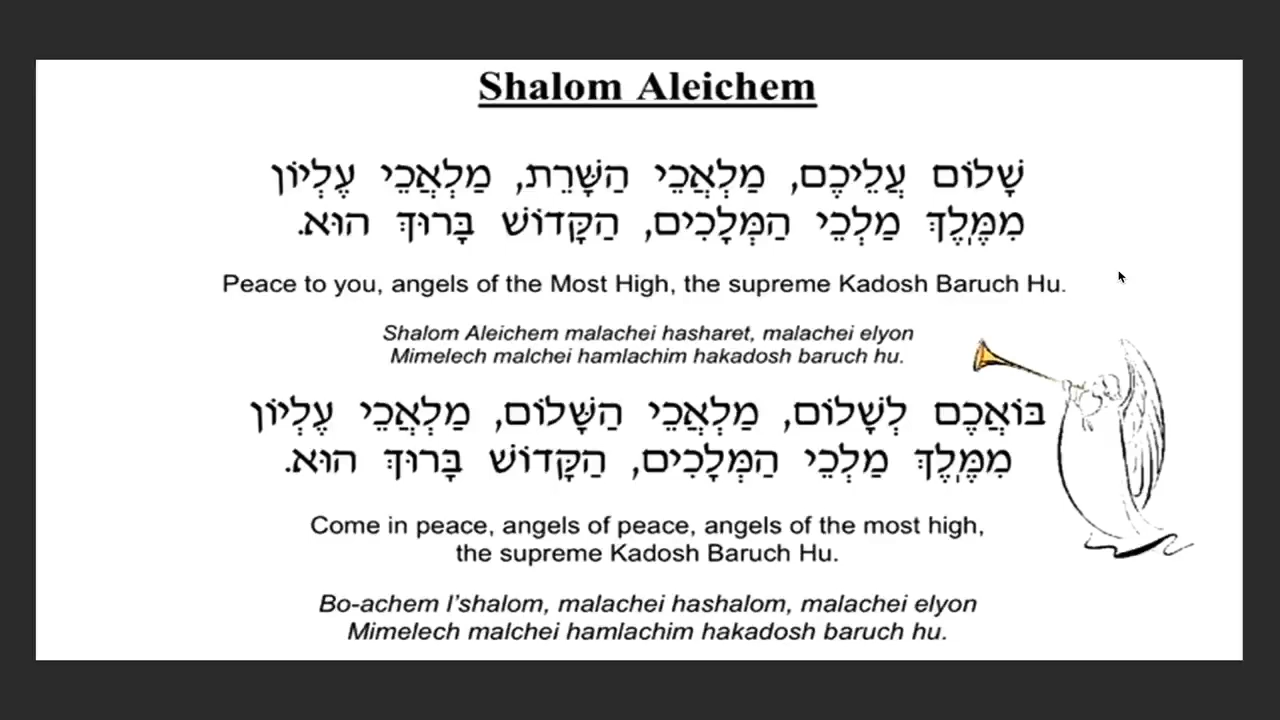 Shalom Aleichem
שָׁלוֹם עֲלֵיכֶם, מַלְאֲכֵי הַשָּׁרֵת, מַלְאֲכֵי עֶלְיוֹן
מִמֶּֽלֶךְ מַלְכֵי הַמְּלָכִים, הַקָּדוֹשׁ בָּרוּךְ הוּא.
Peace to you, angels of the Most High, the supreme Kadosh Baruch Hu.
Shalom Aleichem malachei hasharet, malachei elyon
Mimelech malchei hamlachim hakadosh baruch hu.
בּוֹאֲכֶם לְשָׁלוֹם, מַלְאֲכֵי הַשָּׁלוֹם, מַלְאֲכֵי עֶלְיוֹן
מִמֶּֽלֶךְ מַלְכֵי הַמְּלָכִים, הַקָּדוֹשׁ בָּרוּךְ הוּא.
Come in peace, angels of peace, angels of the most high,
the supreme Kadosh Baruch Hu.
Bo-achem l'shalom, malachei hashalom, malachei elyon
Mimelech malchei hamlachim hakadosh baruch hu.